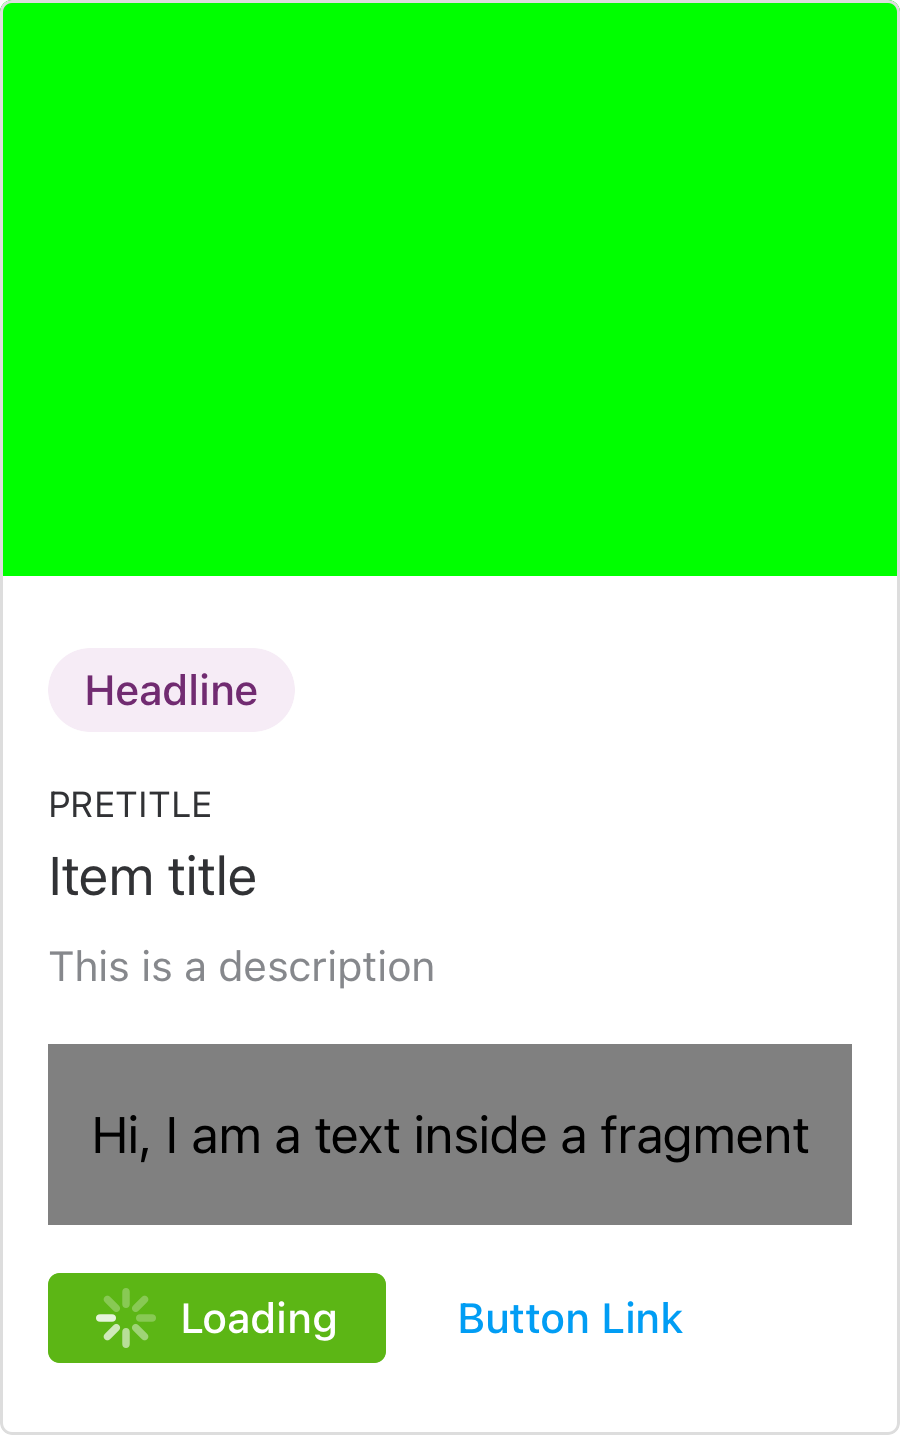 Headline
PRETITLE
Item title
This is a description
Hi, I am a text inside a fragment
Loading
Button Link